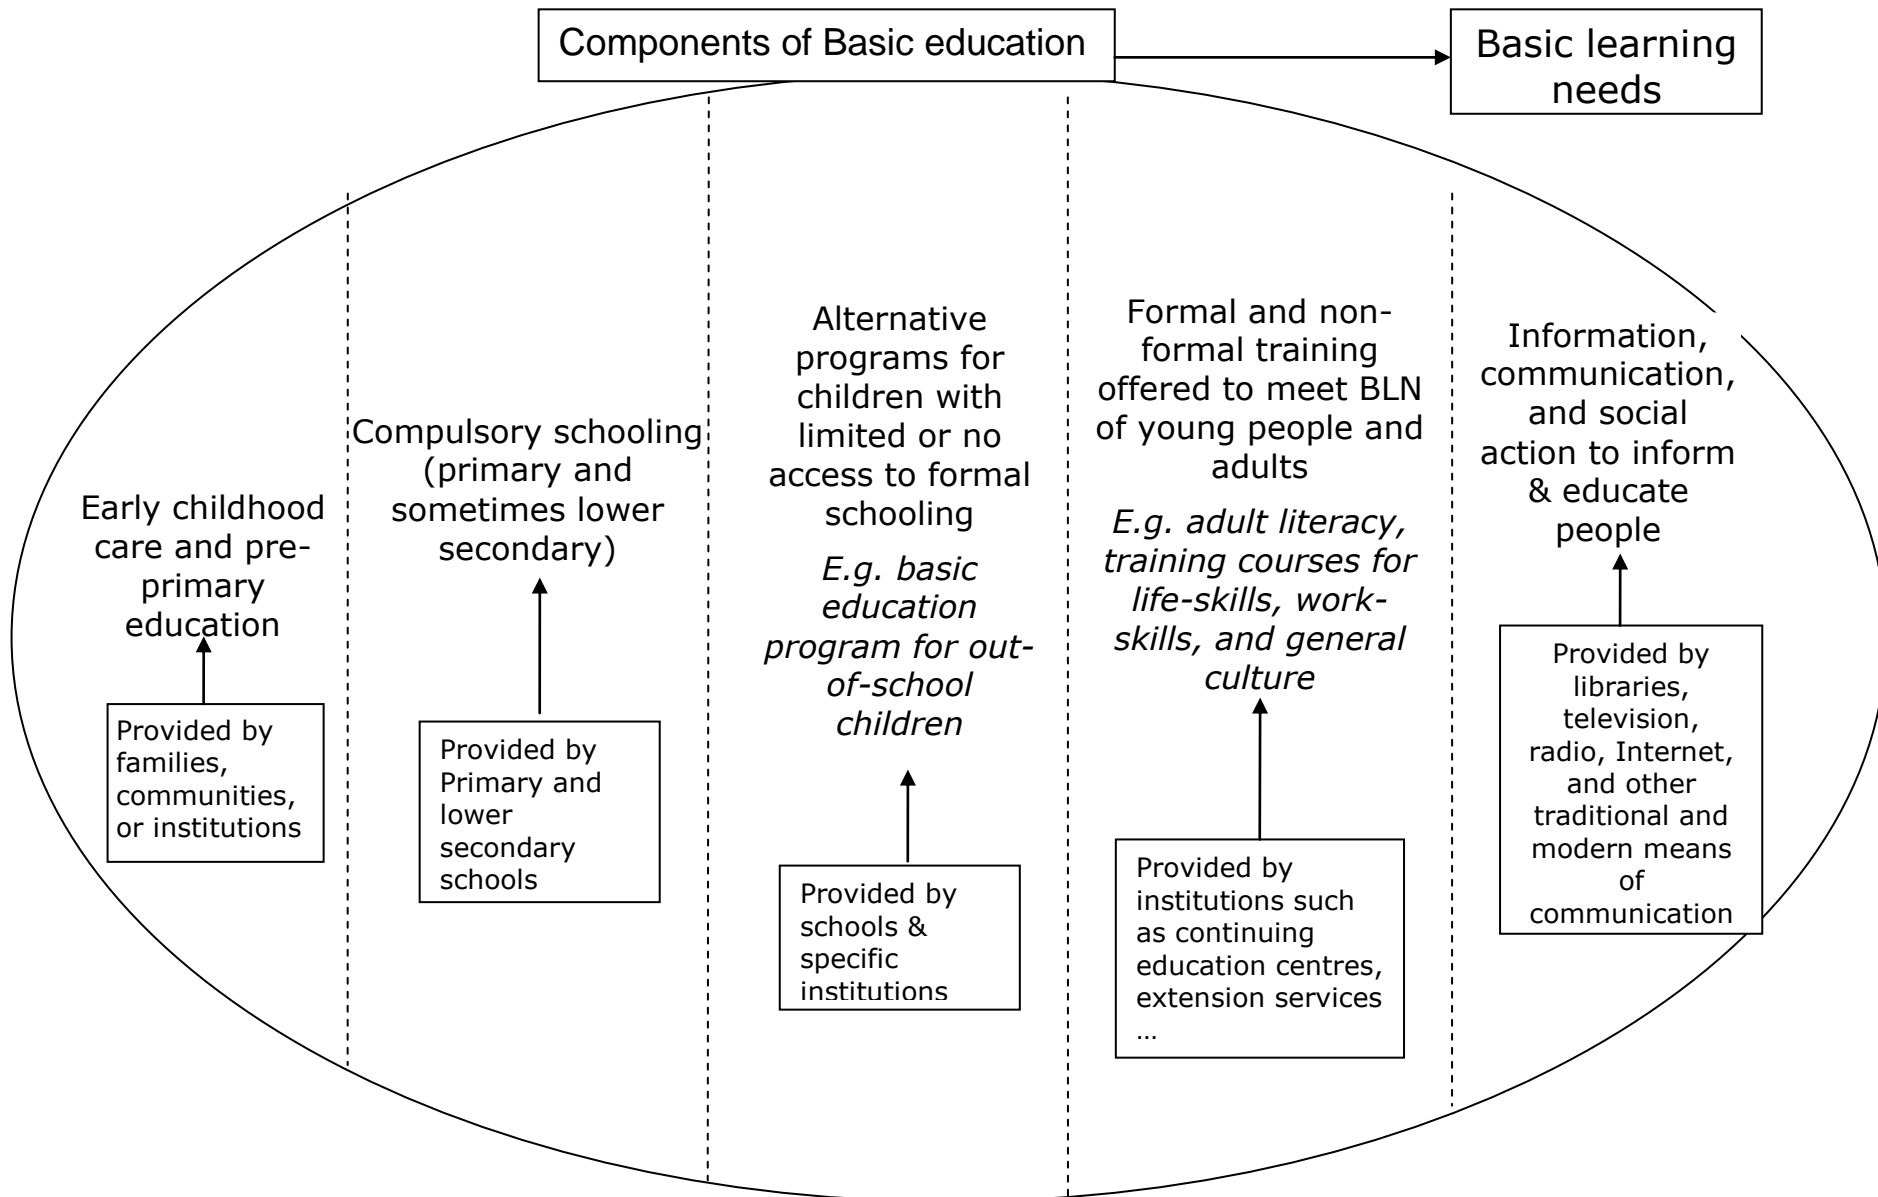 Components of Basic education
Basic learning
needs
Early childhood
care and pre-
primary
education
Provided by
families,
communities,
or institutions
Compulsory schooling
(primary and
sometimes lower
secondary)
Provided by
Primary and
lower
secondary
schools
Alternative
programs for
children with
limited or no
access to formal
schooling
E.g. basic
education
program for out-
of-school
children
Provided by
schools &
specific
institutions
Formal and non-
formal training
offered to meet BLN
of young people and
adults
E.g. adult literacy,
training courses for
life-skills, work-
skills, and general
culture
Provided by
institutions such
as continuing
education centres,
extension services
…
Information,
communication,
and social
action to inform
& educate
people
Provided by
libraries,
television,
radio, Internet,
and other
traditional and
modern means
of
communication